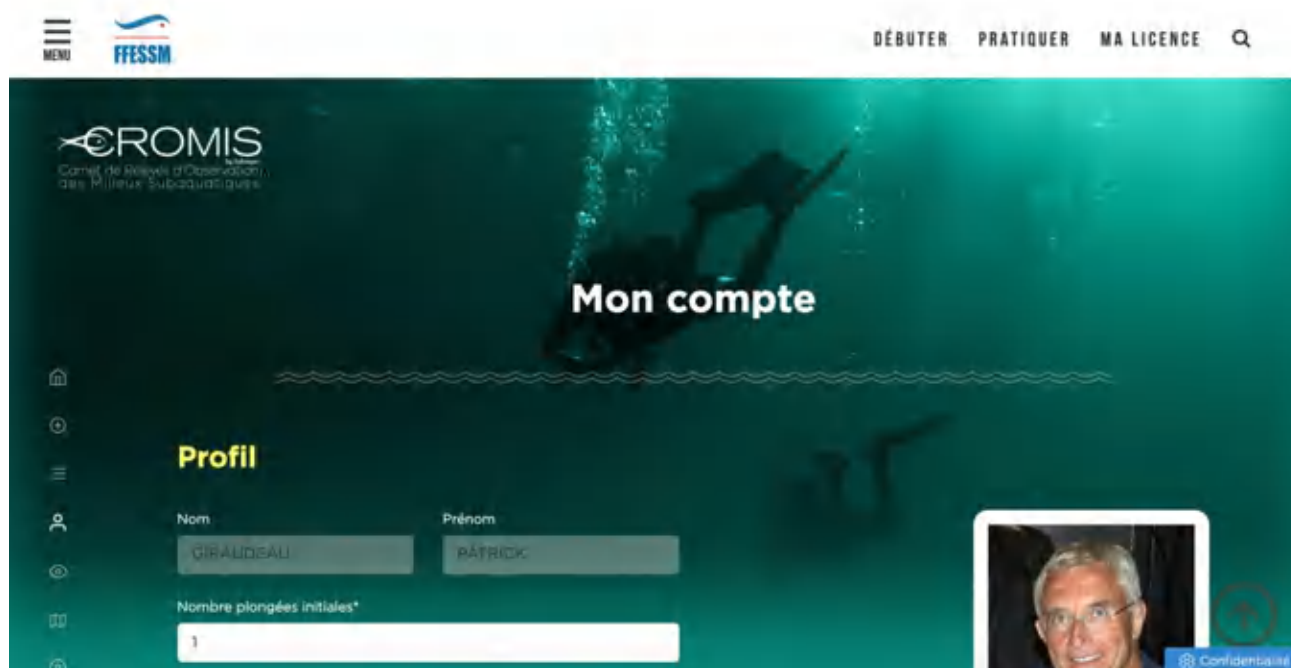 MENU
FFESSM
DÉBUTER PRATIQUER MA LICENCE
CROMIS
Carnet de Relevés d'Observation
des Milieux Subaquatiques
Mon compte
Profil
Nom Prénom
GIRAUDEAU PATRICK
Nombre plongées initiales*
1
Confidentialité